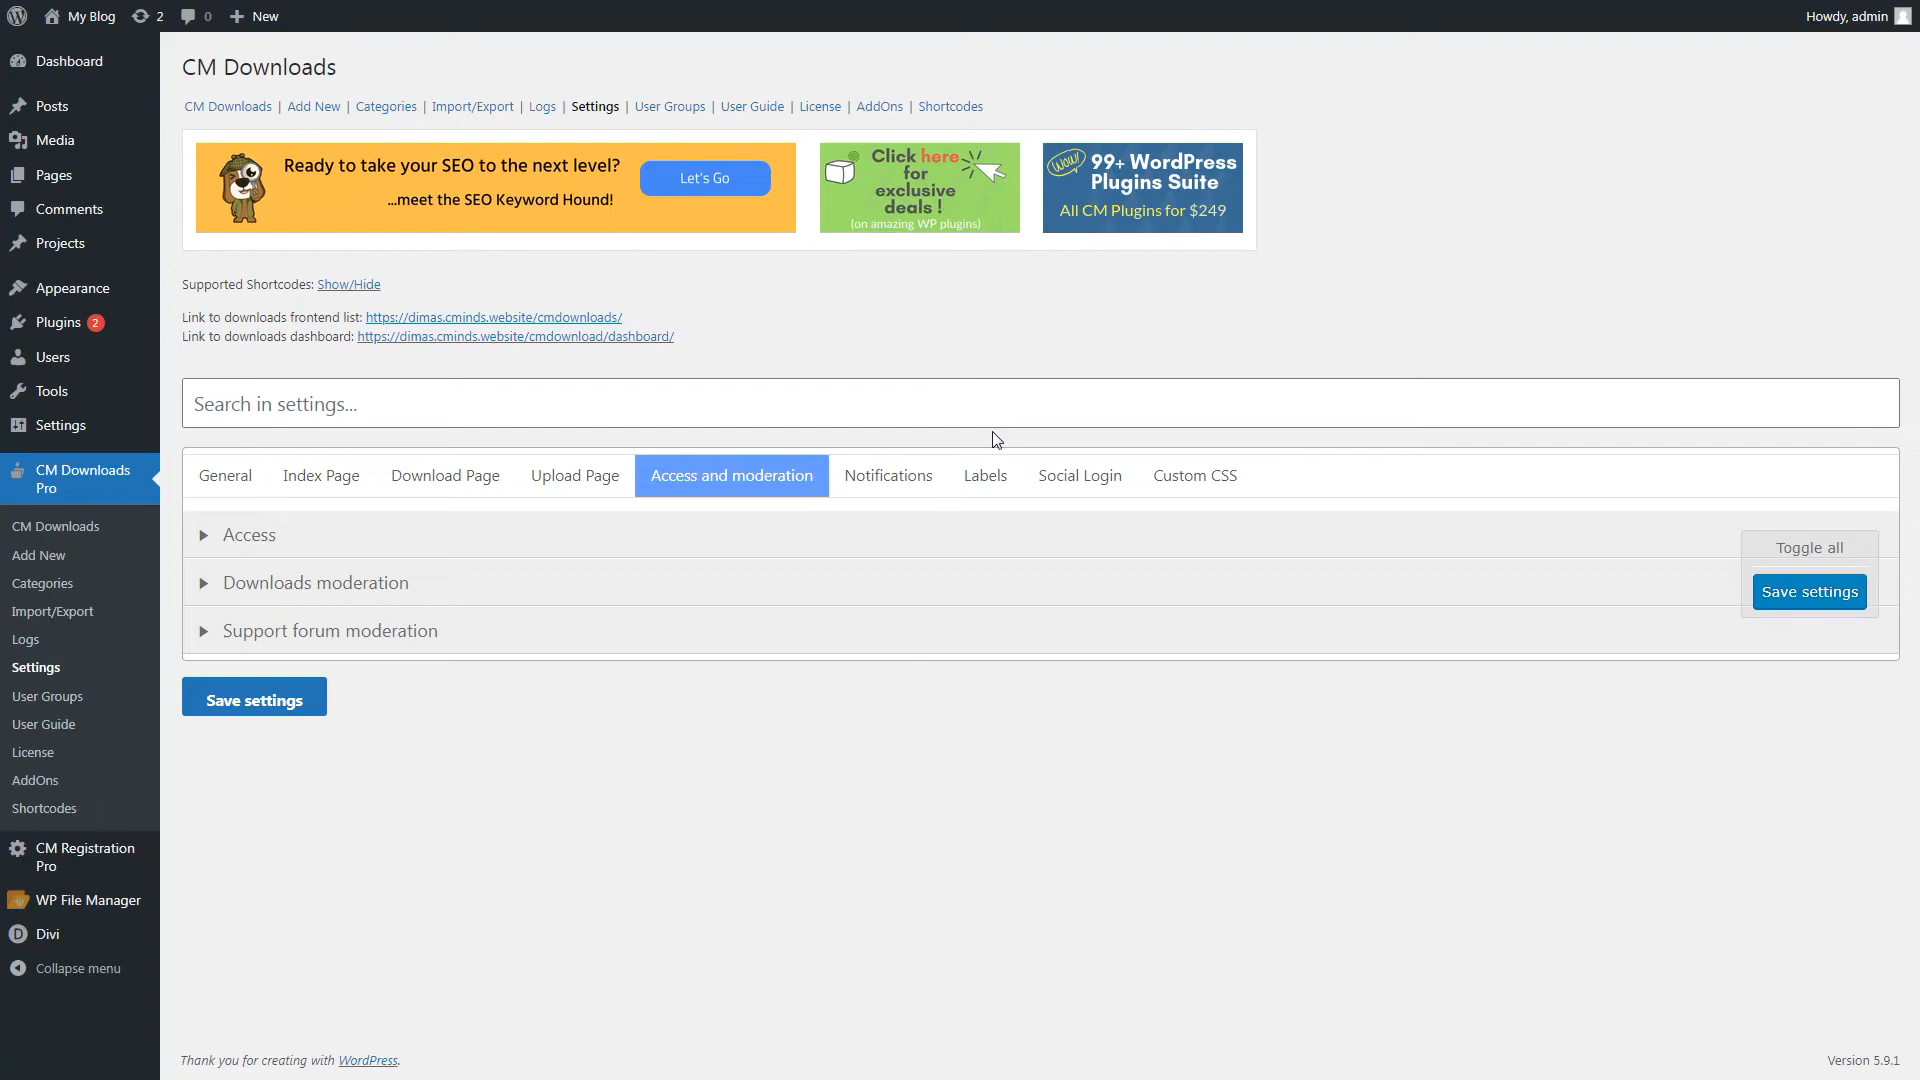 My Blog 2 0 New Howdy, admin
Dashboard
Posts
Media
Pages
Comments
Projects
Appearance
Plugins 2
Users
Tools
Settings
CM Downloads
Pro
CM Downloads
Add New
Categories
Import/Export
Logs
Settings
User Groups
User Guide
License
AddOns
Shortcodes
CM Registration
Pro
WP File Manager
Divi
Collapse menu
CM Downloads
CM Downloads | Add New | Categories | Import/Export | Logs | Settings | User Groups | User Guide | License | AddOns | Shortcodes
Ready to take your SEO to the next level?
...meet the SEO Keyword Hound!
Let's Go
Click here
for
exclusive
deals !
(on amazing WP plugins)
WOW!
99+ WordPress
Plugins Suite
All CM Plugins for $249
Supported Shortcodes: Show/Hide
Link to downloads frontend list: https://dimas.cminds.website/cmdownloads/
Link to downloads dashboard: https://dimas.cminds.website/cmdownload/dashboard/
Search in settings...
General Index Page Download Page Upload Page Access and moderation Notifications Labels Social Login Custom CSS
Access
Downloads moderation
Support forum moderation
Toggle all
Save settings
Save settings
Thank you for creating with WordPress.
Version 5.9.1